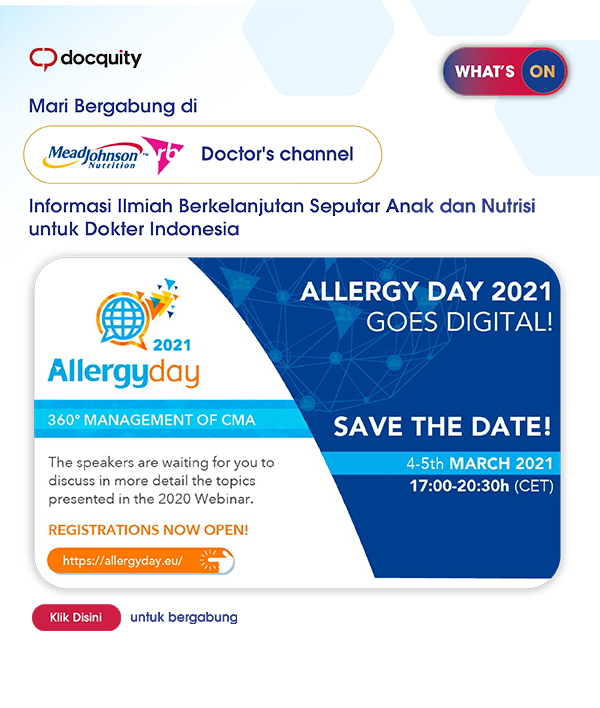 docquity
WHAT'S ON
Mari Bergabung di
MeadJohnson™ rb
Nutrition
Doctor's channel
Informasi Ilmiah Berkelanjutan Seputar Anak dan Nutrisi
untuk Dokter Indonesia
2021
Allergyday
360° MANAGEMENT OF CMA
The speakers are waiting for you to
discuss in more detail the topics
presented in the 2020 Webinar.
REGISTRATIONS NOW OPEN!
https://allergyday.eu/
ALLERGY DAY 2021
GOES DIGITAL!
SAVE THE DATE!
4-5th MARCH 2021
17:00-20:30h (CET)
Klik Disini untuk bergabung